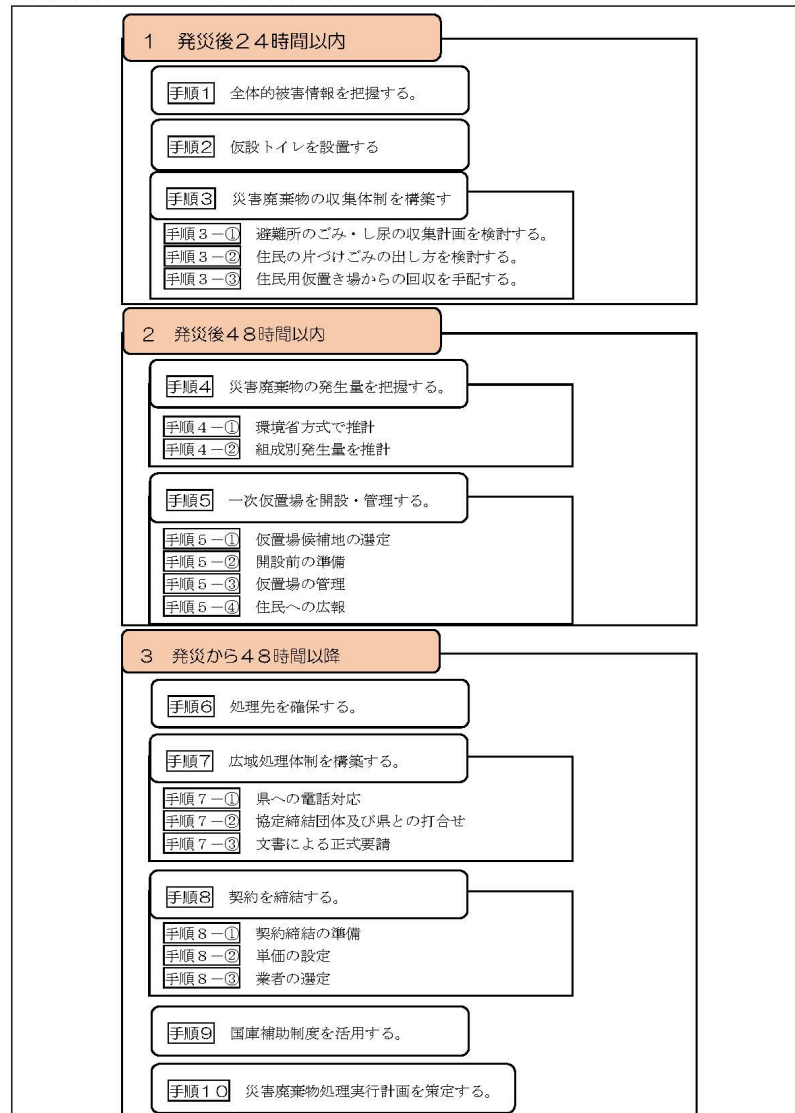 1 発災後24時間以内
手順1 全体的被害情報を把握する。
手順2 仮設トイレを設置する
手順3 災害廃棄物の収集体制を構築す
手順3-① 避難所のごみ・し尿の収集計画を検討する。
手順3-② 住民の片づけごみの出し方を検討する。
手順3-③ 住民用仮置き場からの回収を手配する。
2 発災後48時間以内
手順4 災害廃棄物の発生量を把握する。
手順4-① 環境省方式で推計
手順4-② 組成別発生量を推計
手順5 一次仮置場を開設・管理する。
手順5-① 仮置場候補地の選定
手順5-② 開設前の準備
手順5-③ 仮置場の管理
手順5-④ 住民への広報
3 発災から48時間以降
手順6 処理先を確保する。
手順7 広域処理体制を構築する。
手順7-① 県への電話対応
手順7-② 協定締結団体及び県との打合せ
手順7-③ 文書による正式要請
手順8 契約を締結する。
手順8-① 契約締結の準備
手順8-② 単価の設定
手順8-③ 業者の選定
手順9 国庫補助制度を活用する。
手順10 災害廃棄物処理実行計画を策定する。